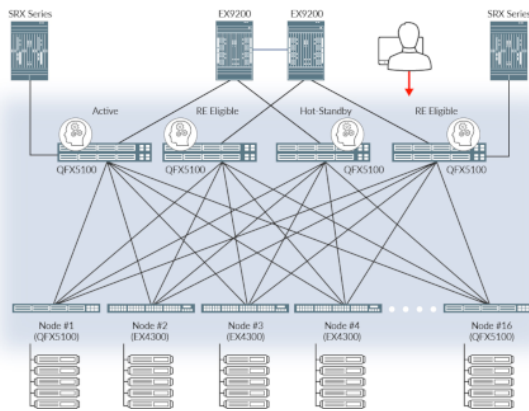 SRX Series
EX9200
EX9200
SRX Series
Active
RE Eligible
Hot-Standby
RE Eligible
QFX5100
QFX5100
QFX5100
QFX5100
Node #1
(QFX5100)
Node #2
(EX4300)
Node #3
(EX4300)
Node #4
(EX4300)
Node #16
(QFX5100)